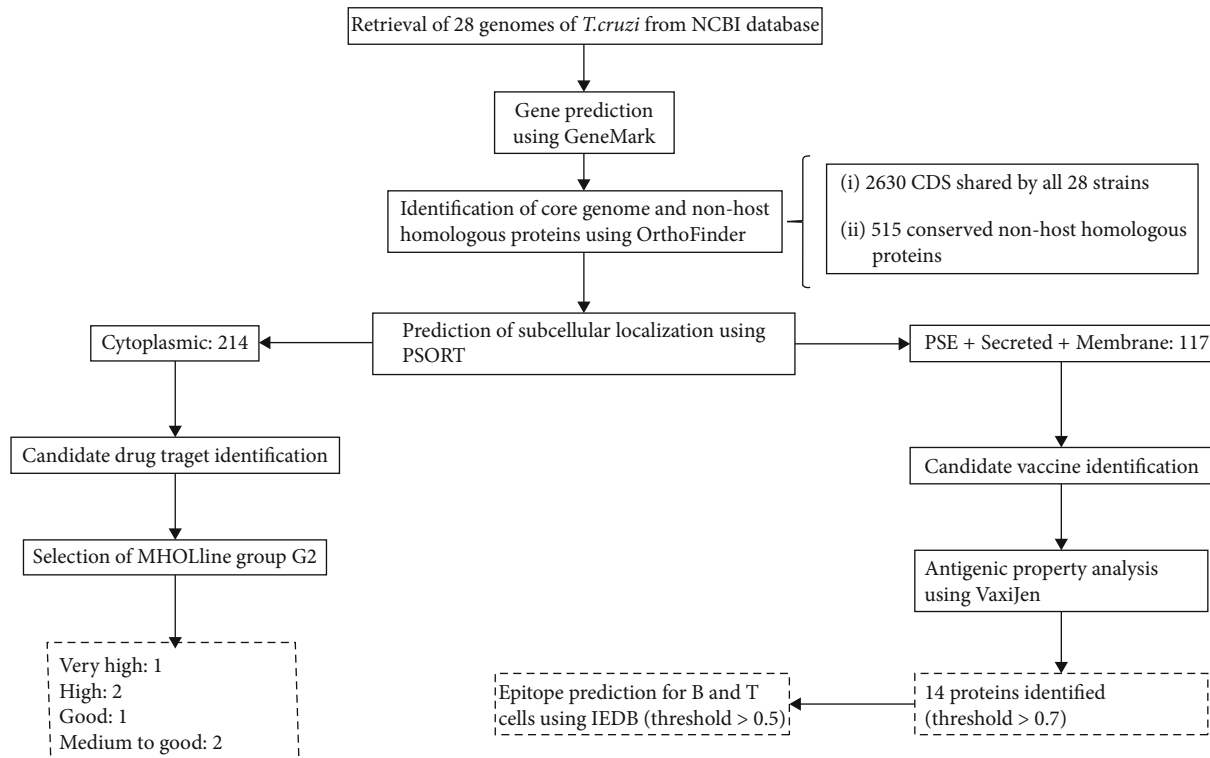 Retrieval of 28 genomes of T.cruzi from NCBI database
Gene prediction
using GeneMark
Identification of core genome and non-host
homologous proteins using OrthoFinder
(i) 2630 CDS shared by all 28 strains
(ii) 515 conserved non-host homologous
proteins
Prediction of subcellular localization using
PSORT
Cytoplasmic: 214
PSE + Secreted + Membrane: 117
Candidate drug traget identification
Candidate vaccine identification
Selection of MHOLline group G2
Antigenic property analysis
using VaxiJen
Very high: 1
High: 2
Good: 1
Medium to good: 2
Epitope prediction for B and T
cells using IEDB (threshold > 0.5)
14 proteins identified
(threshold > 0.7)